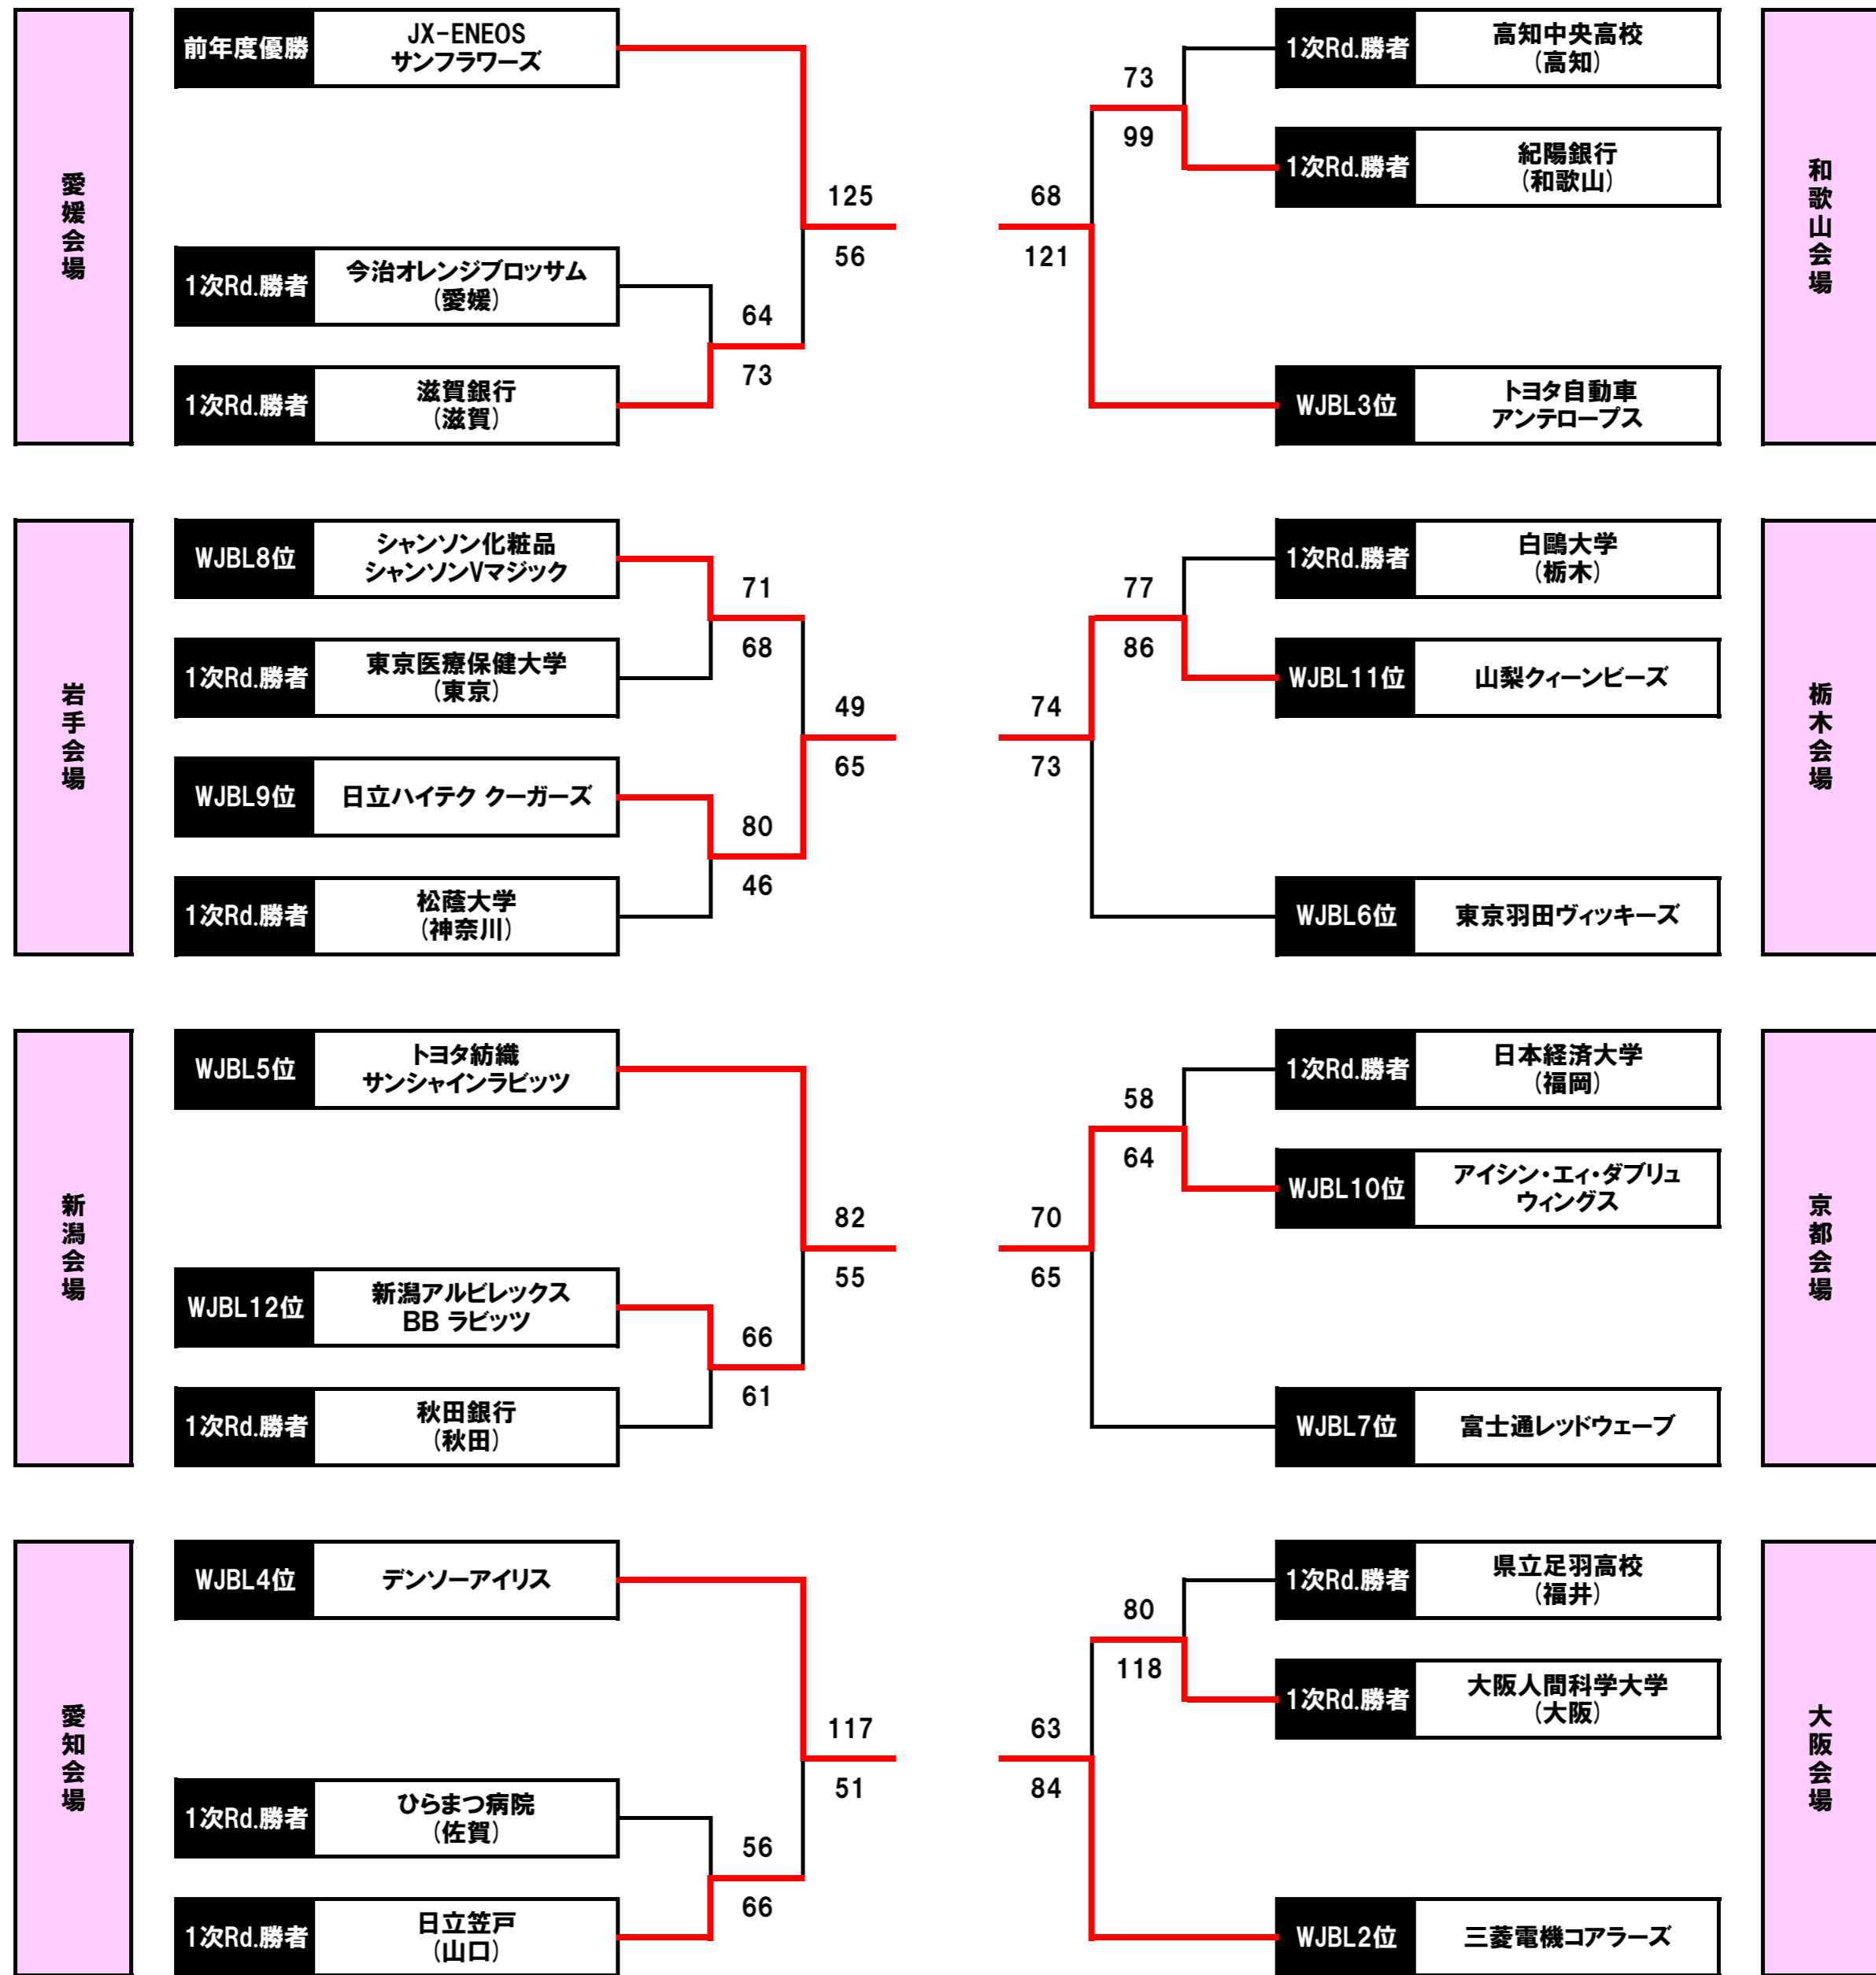 愛媛会場
前年度優勝
JX-ENEOS
サンフラワーズ
1次Rd.勝者
今治オレンジブロッサム
(愛媛)
1次Rd.勝者
滋賀銀行
(滋賀)
64
73
125
56
和歌山会場
1次Rd.勝者
高知中央高校
(高知)
1次Rd.勝者
紀陽銀行
(和歌山)
WJBL3位
トヨタ自動車
アンテロープス
73
99
68
121
岩手会場
WJBL8位
シャンソン化粧品
シャンソンVマジック
1次Rd.勝者
東京医療保健大学
(東京)
WJBL9位
日立ハイテク クーガーズ
1次Rd.勝者
松蔭大学
(神奈川)
71
68
80
46
49
65
栃木会場
1次Rd.勝者
白鷗大学
(栃木)
WJBL11位
山梨クィーンビーズ
WJBL6位
東京羽田ヴィッキーズ
77
86
74
73
新潟会場
WJBL5位
トヨタ紡織
サンシャインラビッツ
WJBL12位
新潟アルビレックス
BB ラビッツ
1次Rd.勝者
秋田銀行
(秋田)
66
61
82
55
京都会場
1次Rd.勝者
日本経済大学
(福岡)
WJBL10位
アイシン・エィ・ダブリュ
ウィングス
WJBL7位
富士通レッドウェーブ
58
64
70
65
愛知会場
WJBL4位
デンソーアイリス
1次Rd.勝者
ひらまつ病院
(佐賀)
1次Rd.勝者
日立笠戸
(山口)
56
66
117
51
大阪会場
1次Rd.勝者
県立足羽高校
(福井)
1次Rd.勝者
大阪人間科学大学
(大阪)
WJBL2位
三菱電機コアラーズ
80
118
63
84